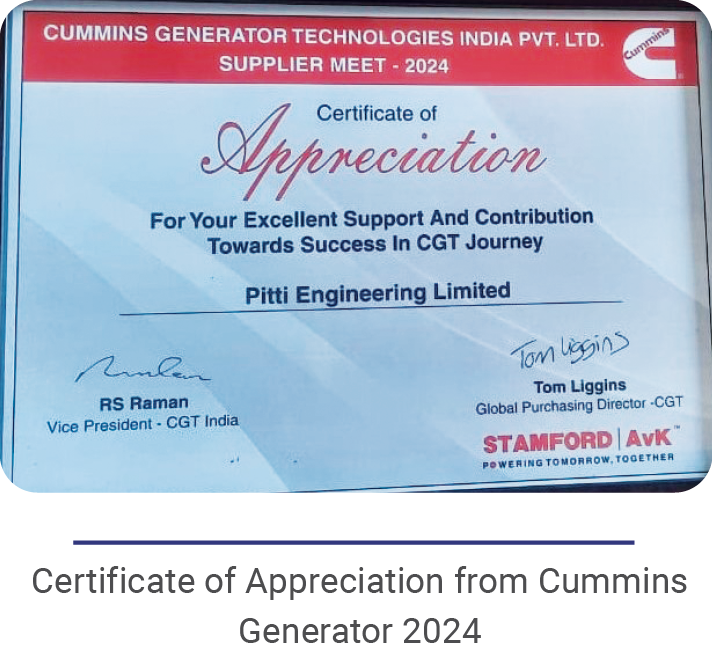 CUMMINS GENERATOR TECHNOLOGIES INDIA PVT. LTD.
SUPPLIER MEET - 2024
Cummins
Certificate of
Appreciation
For Your Excellent Support And Contribution
Towards Success In CGT Journey
Pitti Engineering Limited
Tom Liggins
RS Raman
Vice President - CGT India
Tom Liggins
Global Purchasing Director -CGT
STAMFORD | AvK™
POWERING TOMORROW, TOGETHER
Certificate of Appreciation from Cummins
Generator 2024